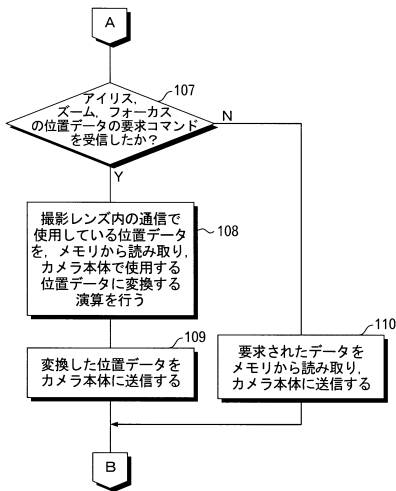 A
107
アイリス,
ズーム, フォーカス
の位置データの要求コマンド
を受信したか?
N
Y
撮影レンズ内の通信で
使用している位置データ
を, メモリから読み取り,
カメラ本体で使用する
位置データに変換する
演算を行う
108
109
変換した位置データを
カメラ本体に送信する
110
要求されたデータを
メモリから読み取り,
カメラ本体に送信する
B